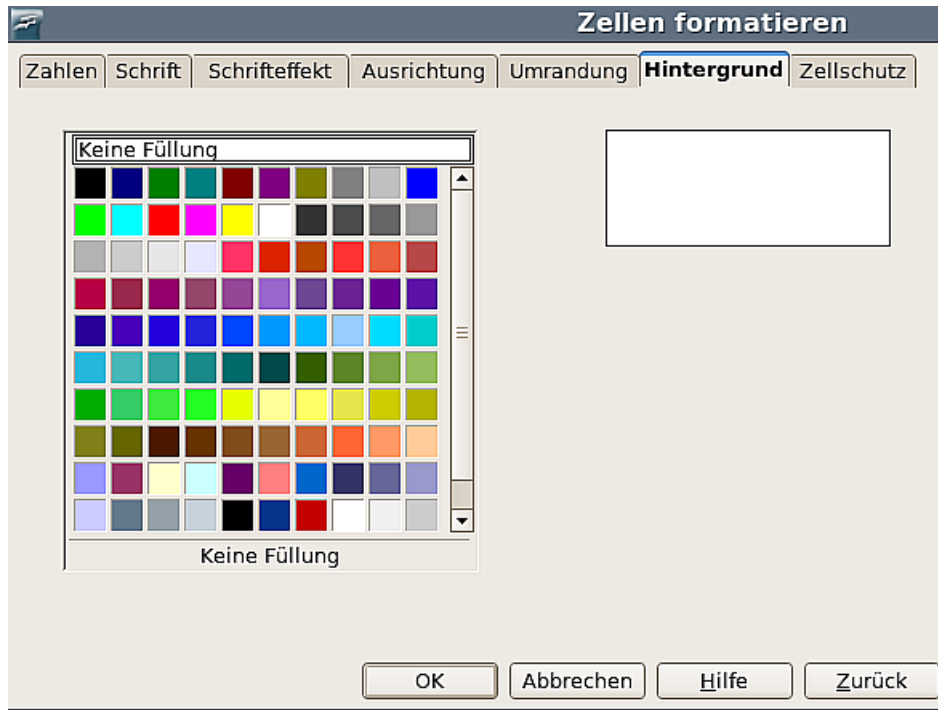 Zellen formatieren
Zahlen Schrift Schrifteffekt Ausrichtung Umrandung Hintergrund Zellschutz
Keine Füllung
Keine Füllung
OK Abbrechen Hilfe Zurück